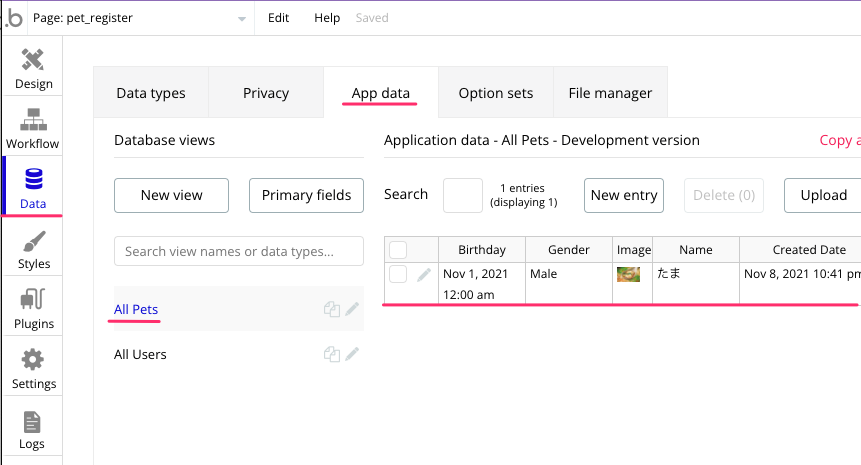 .b Page: pet_register Edit Help Saved
Design
Workflow
Data
Styles
Plugins
Settings
Logs
Data types Privacy App data Option sets File manager
Database views
New view Primary fields
Search view names or data types...
All Pets
All Users
Application data - All Pets - Development version Copy a
Search 1 entries (displaying 1) New entry Delete (0) Upload
Birthday Gender Image Name Created Date
Nov 1, 2021 Male たま Nov 8, 2021 10:41 pm
12:00 am